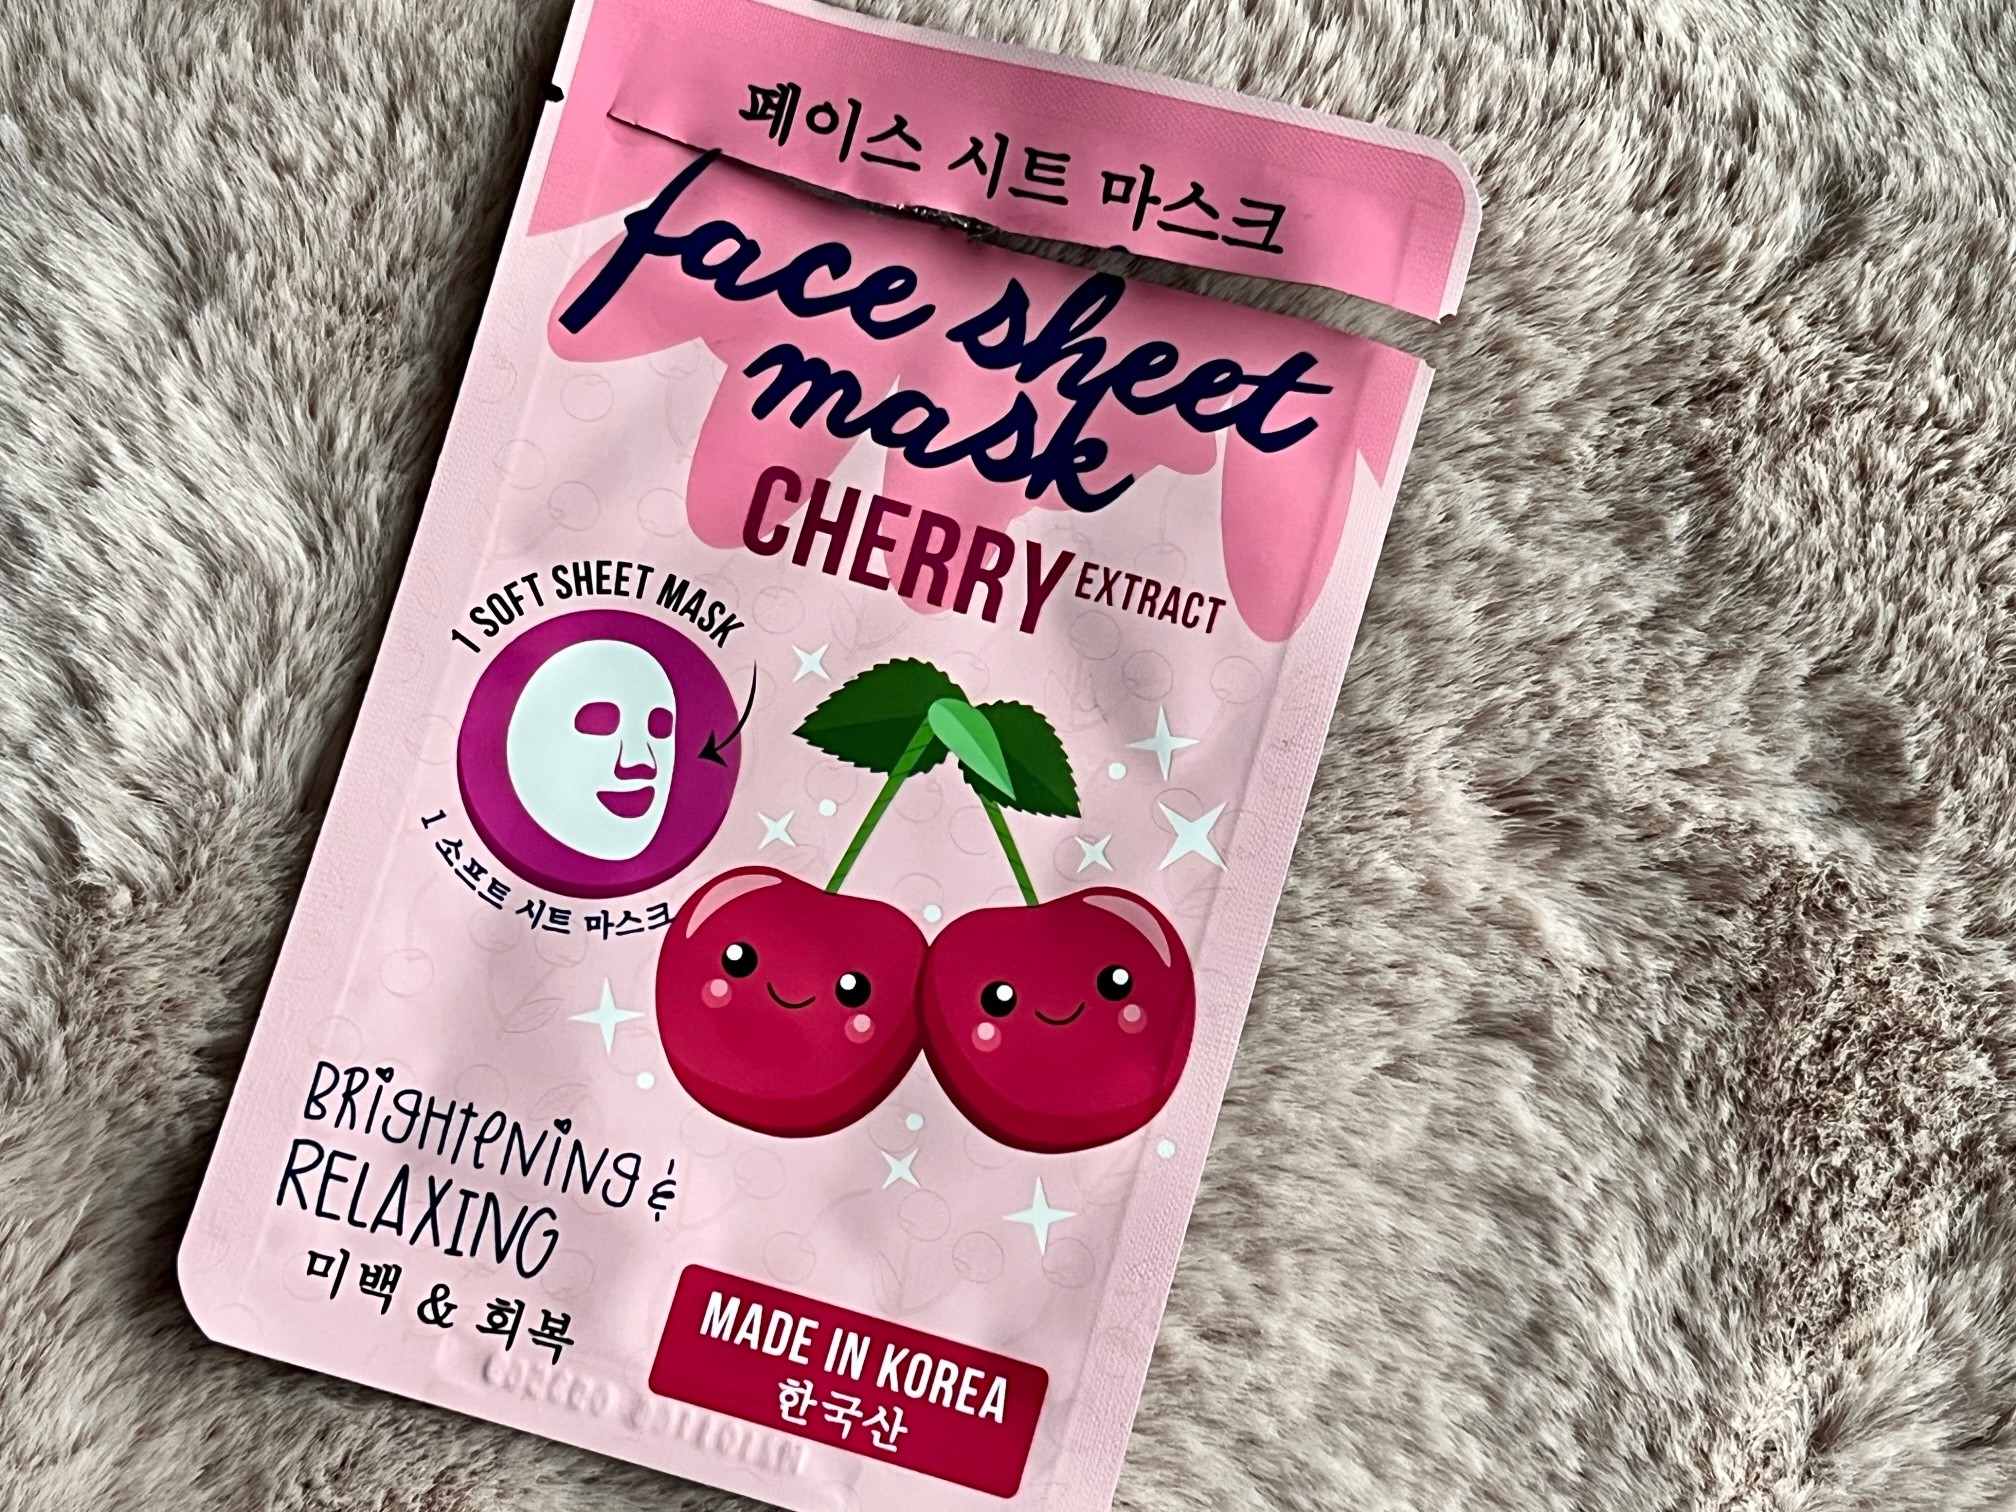 페이스 시트 마스크
face sheet
mask
CHERRY EXTRACT
1 SOFT SHEET MASK
1 소프트 시트 마스크
BRiGHTeNiNG &
RELAXING
미백 & 회복
MADE IN KOREA
한국산